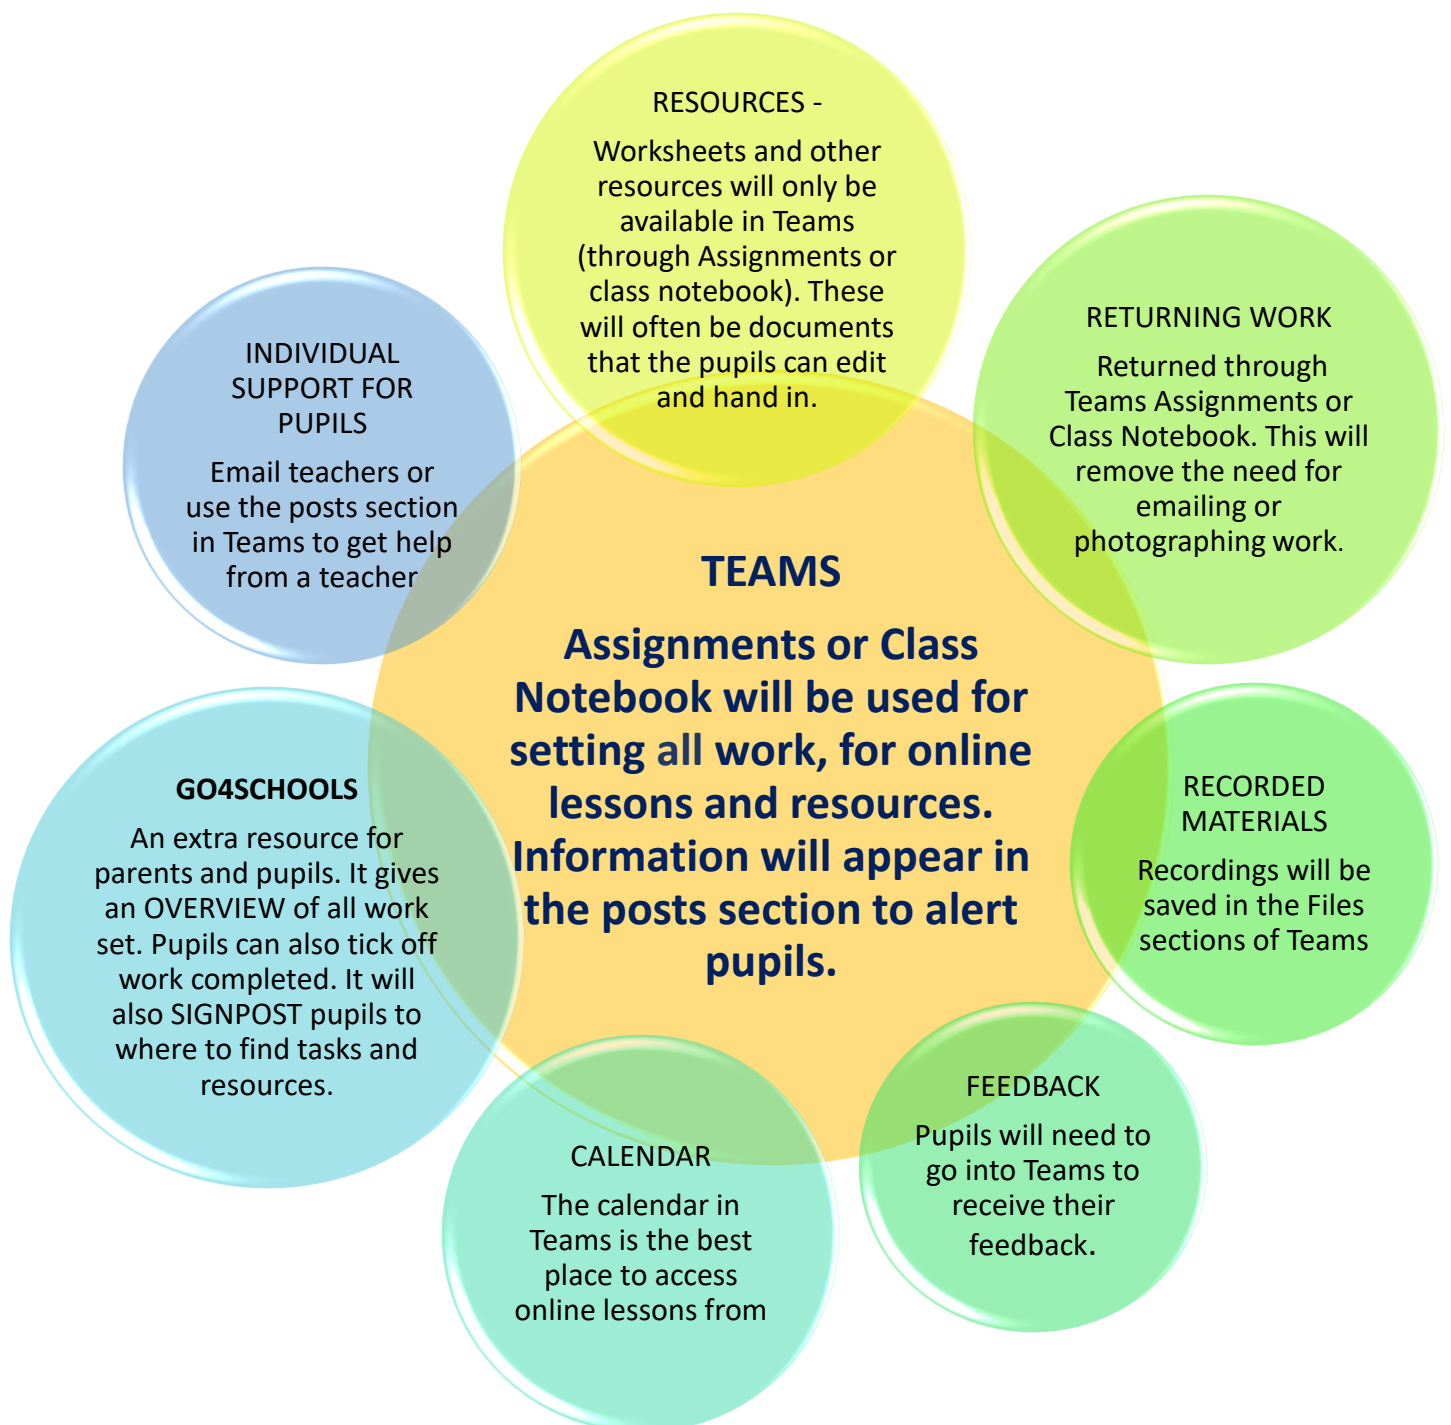 RESOURCES -
Worksheets and other
resources will only be
available in Teams
(through Assignments or
class notebook). These
will often be documents
that the pupils can edit
and hand in.
RETURNING WORK
Returned through
Teams Assignments or
Class Notebook. This will
remove the need for
emailing or
photographing work.
INDIVIDUAL
SUPPORT FOR
PUPILS
Email teachers or
use the posts section
in Teams to get help
from a teacher
TEAMS
Assignments or Class
Notebook will be used for
setting all work, for online
lessons and resources.
Information will appear in
the posts section to alert
pupils.
GO4SCHOOLS
An extra resource for
parents and pupils. It gives
an OVERVIEW of all work
set. Pupils can also tick off
work completed. It will
also SIGNPOST pupils to
where to find tasks and
resources.
RECORDED
MATERIALS
Recordings will be
saved in the Files
sections of Teams
FEEDBACK
Pupils will need to
go into Teams to
receive their
feedback.
CALENDAR
The calendar in
Teams is the best
place to access
online lessons from